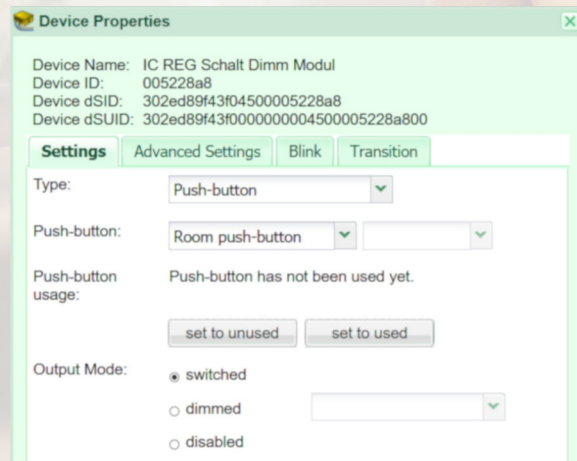 Device Properties
Device Name: IC REG Schalt Dimm Modul
Device ID: 005228a8
Device dSID: 302ed89f43f04500005228a8
Device dSUID: 302ed89f43f0000000004500005228a800
Settings Advanced Settings Blink Transition
Type: Push-button
Push-button: Room push-button
Push-button usage: Push-button has not been used yet.
set to unused set to used
Output Mode: switched
dimmed
disabled